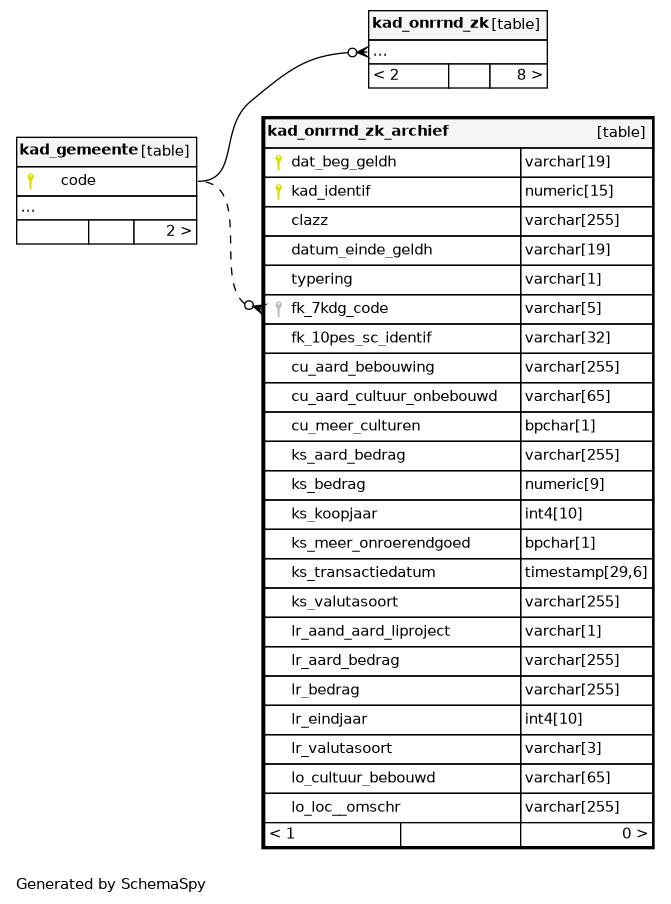 kad_onrrnd_zk [table]
...
< 2 8 >
kad_gemeente [table]
code
...
2 >
kad_onrrnd_zk_archief [table]
dat_beg_geldh varchar[19]
kad_identif numeric[15]
clazz varchar[255]
datum_einde_geldh varchar[19]
typering varchar[1]
fk_7kdg_code varchar[5]
fk_10pes_sc_identif varchar[32]
cu_aard_bebouwing varchar[255]
cu_aard_cultuur_onbebouwd varchar[65]
cu_meer_culturen bpchar[1]
ks_aard_bedrag varchar[255]
ks_bedrag numeric[9]
ks_koopjaar int4[10]
ks_meer_onroerendgoed bpchar[1]
ks_transactiedatum timestamp[29,6]
ks_valutasoort varchar[255]
lr_aand_aard_liproject varchar[1]
lr_aard_bedrag varchar[255]
lr_bedrag varchar[255]
lr_eindjaar int4[10]
lr_valutasoort varchar[3]
lo_cultuur_bebouwd varchar[65]
lo_loc__omschr varchar[255]
< 1 0 >
Generated by SchemaSpy